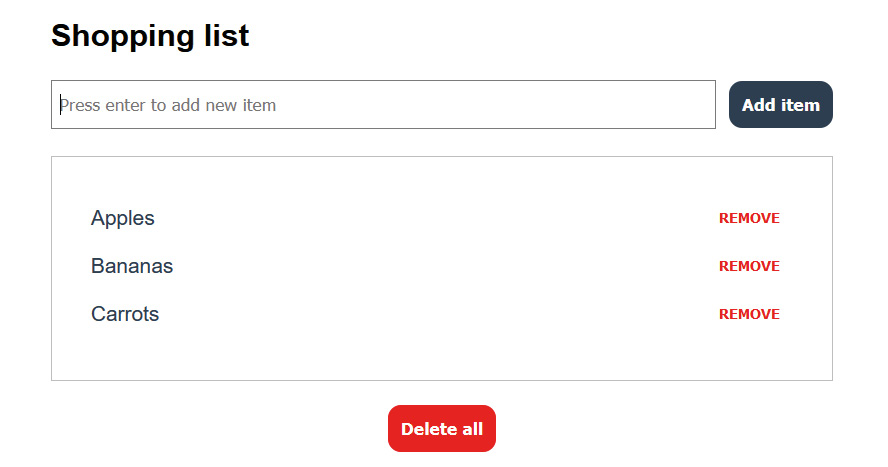 Shopping list
Press enter to add new item
Add item
Apples
REMOVE
Bananas
REMOVE
Carrots
REMOVE
Delete all